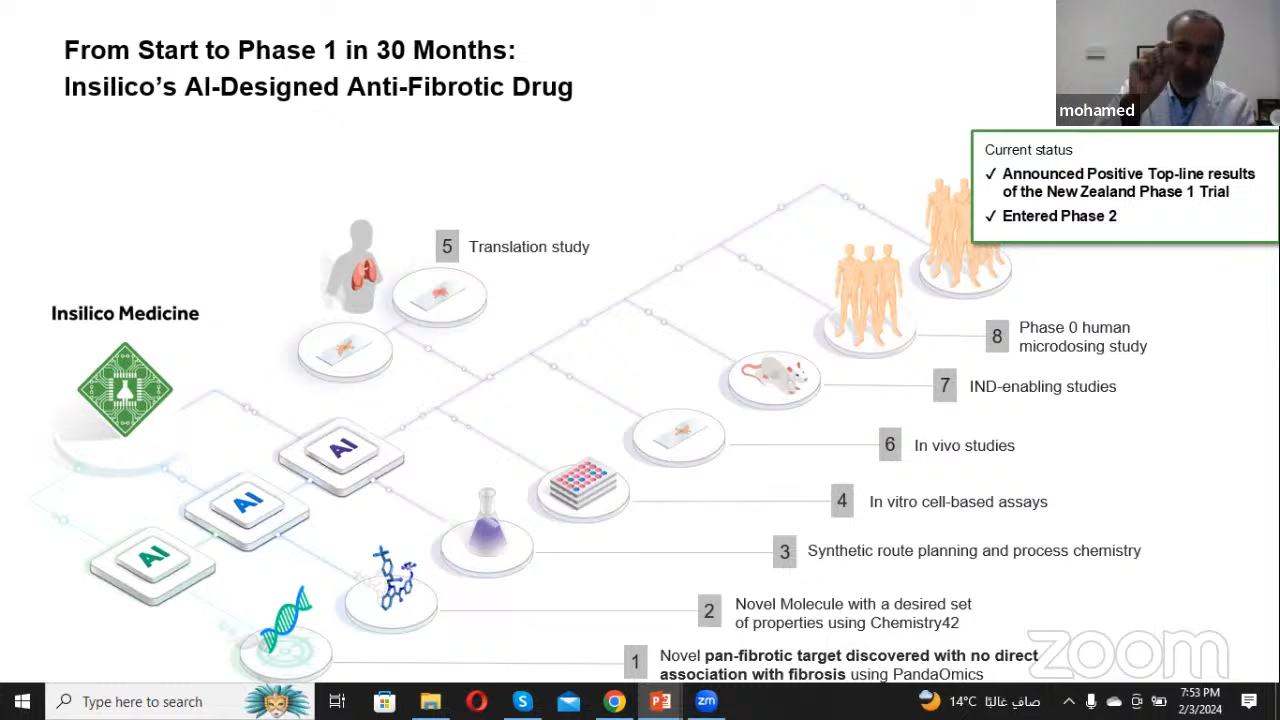 From Start to Phase 1 in 30 Months:
Insilico's AI-Designed Anti-Fibrotic Drug
mohamed
Current status
✓ Announced Positive Top-line results
of the New Zealand Phase 1 Trial
✓ Entered Phase 2
5 Translation study
Insilico Medicine
8 Phase 0 human
microdosing study
7 IND-enabling studies
6 In vivo studies
AI
4 In vitro cell-based assays
AI
3 Synthetic route planning and process chemistry
AI
2 Novel Molecule with a desired set
of properties using Chemistry42
1 Novel pan-fibrotic target discovered with no direct
association with fibrosis using PandaOmics
zoom
Type here to search
zm
14°C صافٍ غالبًا
7:53 PM
2/3/2024